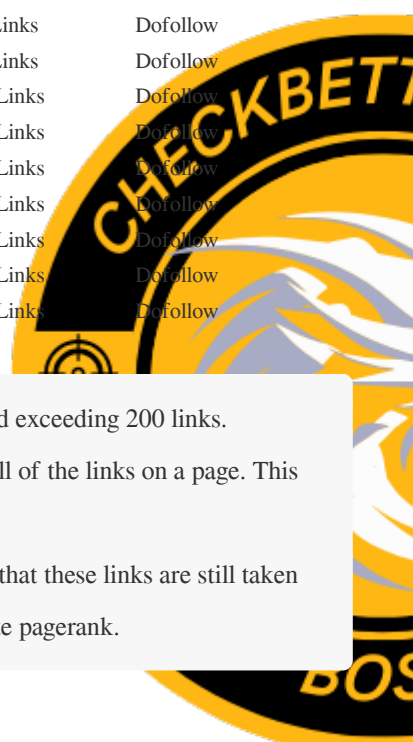 Links Dofollow
Links Dofollow
Links Dofollow
Links Dofollow
Links Dofollow
Links Dofollow
Links Dofollow
Links Dofollow
Links Dofollow
CHECKBETT
d exceeding 200 links.
ll of the links on a page. This
that these links are still taken
te pagerank.
BOS